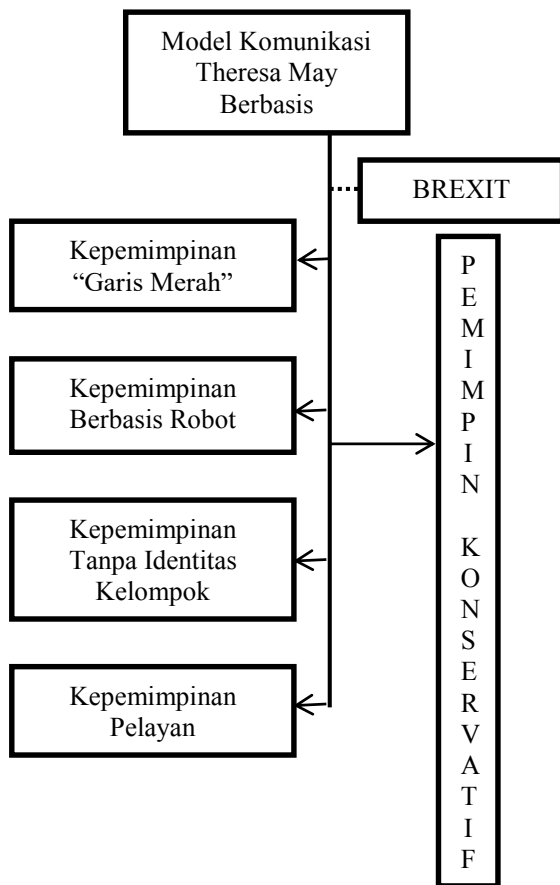 Model Komunikasi
Theresa May
Berbasis
BREXIT
Kepemimpinan
“Garis Merah”
Kepemimpinan
Berbasis Robot
Kepemimpinan
Tanpa Identitas
Kelompok
Kepemimpinan
Pelayan
P
E
M
I
M
P
I
N
K
O
N
S
E
R
V
A
T
I
F